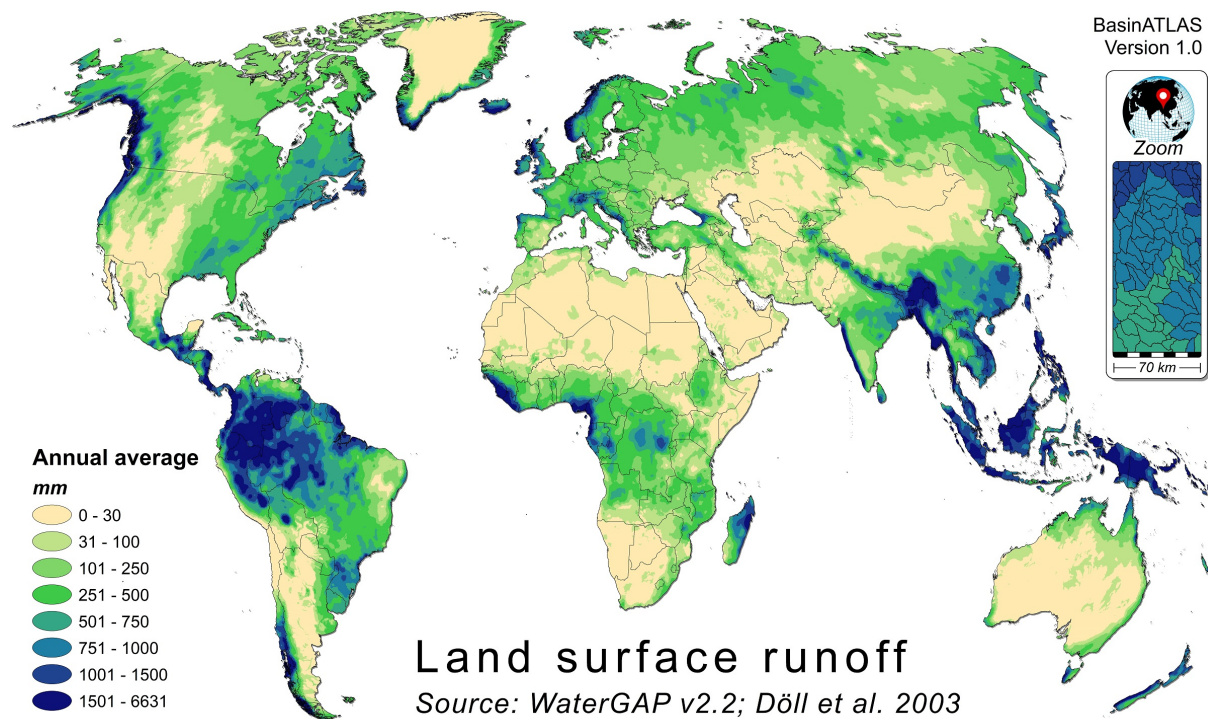 BasinATLAS
Version 1.0
Zoom
70 km
Annual average
mm
0 - 30
31 - 100
101 - 250
251 - 500
501 - 750
751 - 1000
1001 - 1500
1501 - 6631
Land surface runoff
Source: WaterGAP v2.2; Döll et al. 2003